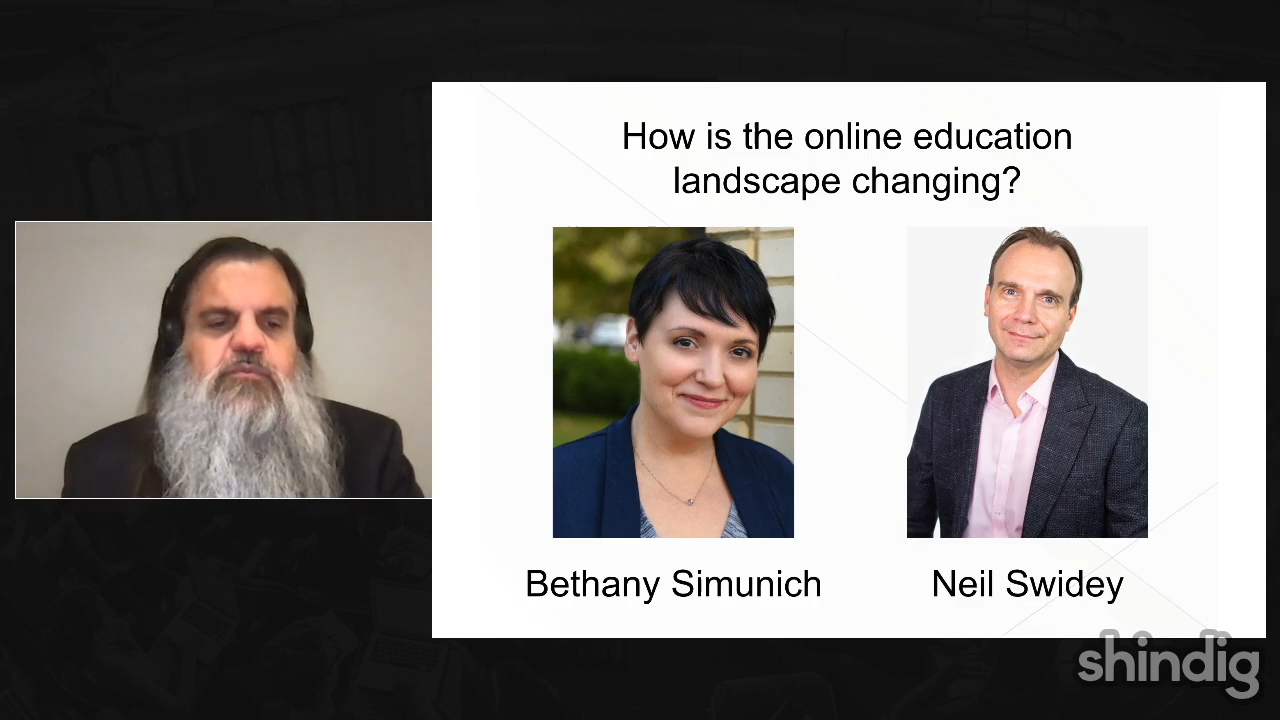 How is the online education
landscape changing?
Bethany Simunich
Neil Swidey
shindig